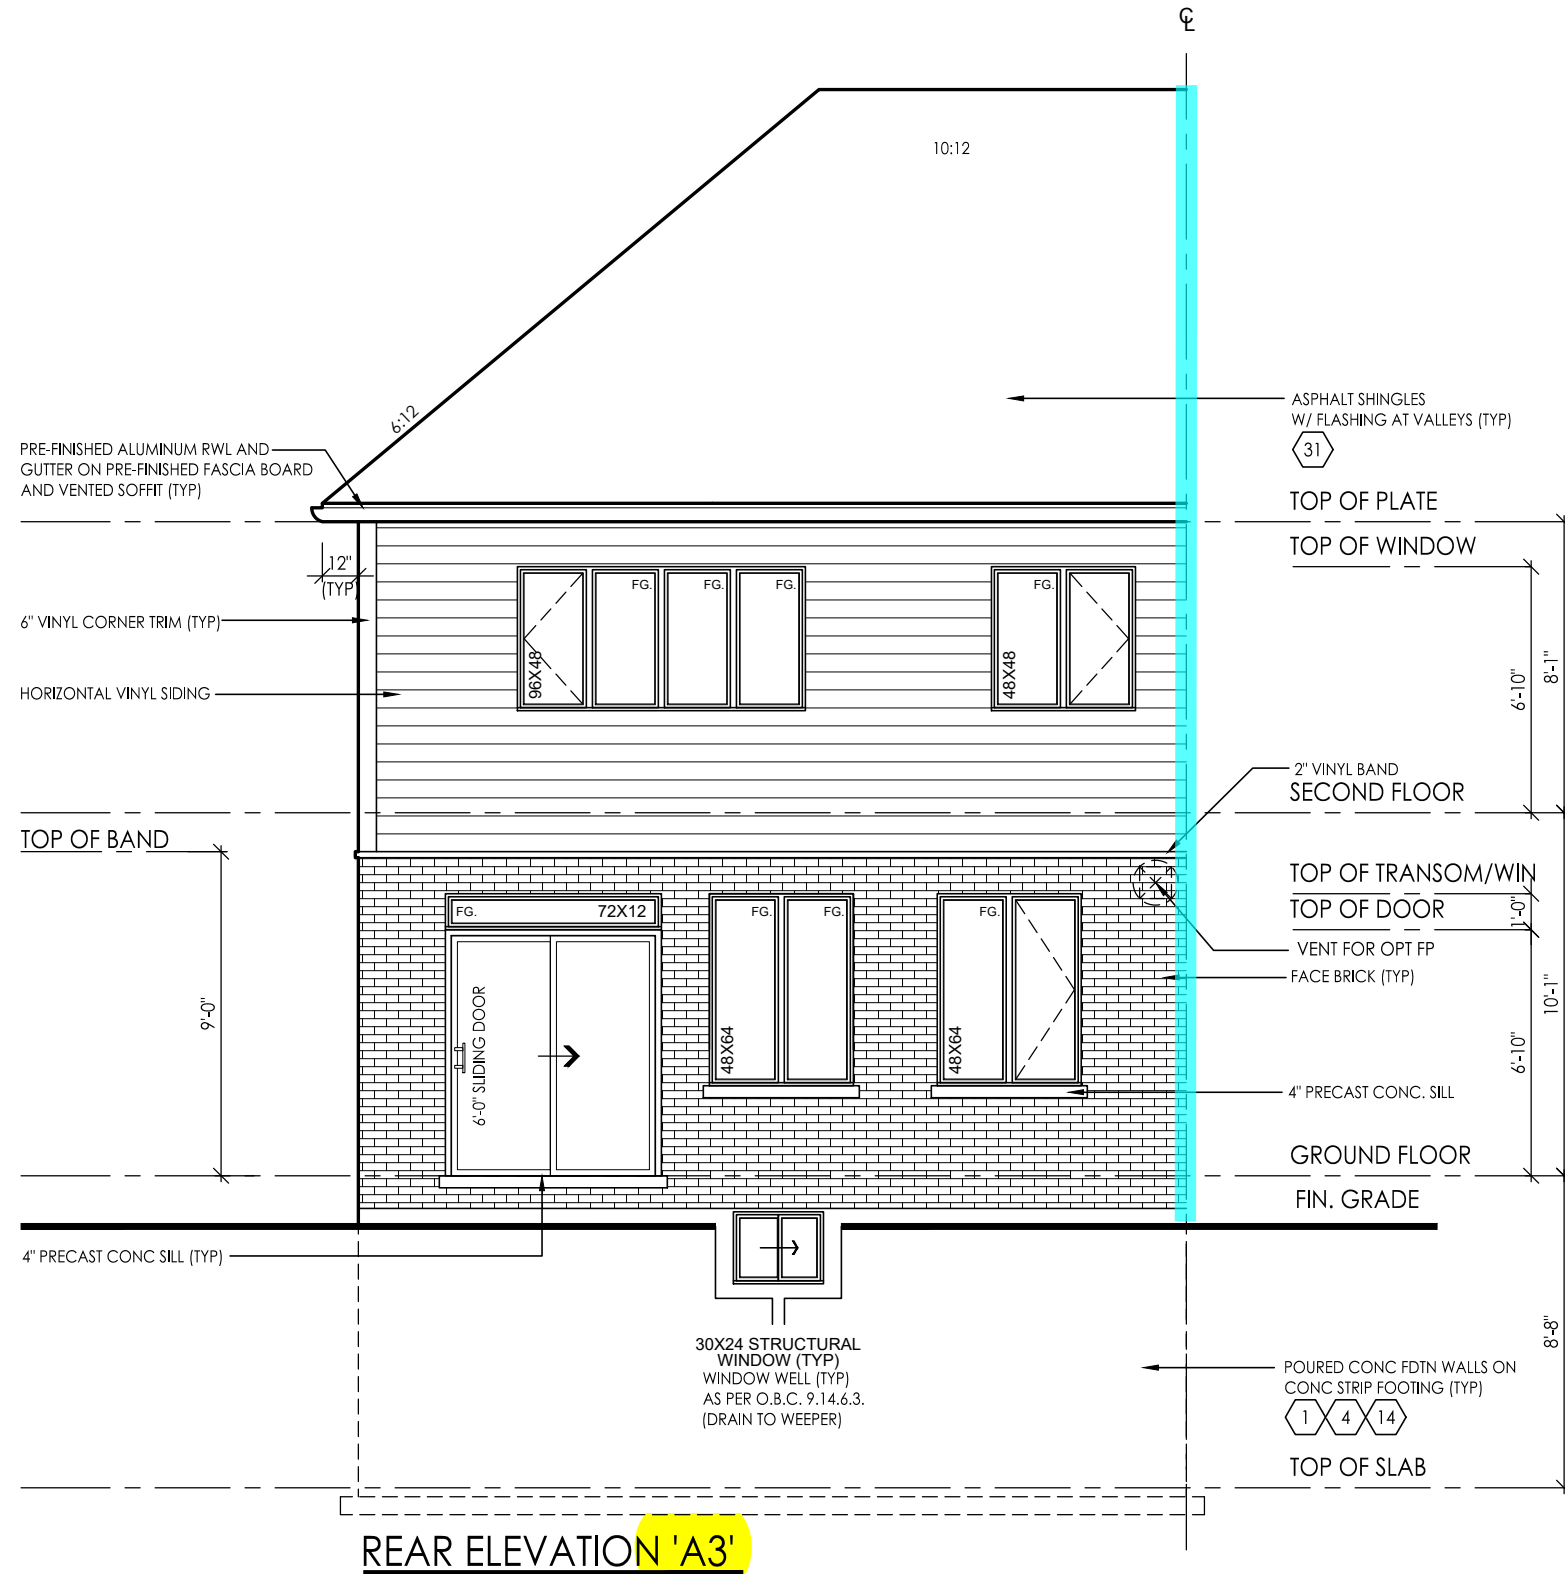 ℄
10:12
6:12
ASPHALT SHINGLES
W/ FLASHING AT VALLEYS (TYP)
31
PRE-FINISHED ALUMINUM RWL AND
GUTTER ON PRE-FINISHED FASCIA BOARD
AND VENTED SOFFIT (TYP)
TOP OF PLATE
TOP OF WINDOW
12"
(TYP)
6" VINYL CORNER TRIM (TYP)
HORIZONTAL VINYL SIDING
96X48
FG.
FG.
FG.
48X48
FG.
6'-10"
8'-1"
2" VINYL BAND
SECOND FLOOR
TOP OF BAND
TOP OF TRANSOM/WIN
TOP OF DOOR
1'-0"
VENT FOR OPT FP
FACE BRICK (TYP)
FG.
72X12
FG.
FG.
FG.
9'-0"
6'-0" SLIDING DOOR
48X64
48X64
10'-1"
6'-10"
4" PRECAST CONC. SILL
GROUND FLOOR
FIN. GRADE
4" PRECAST CONC SILL (TYP)
30X24 STRUCTURAL
WINDOW (TYP)
WINDOW WELL (TYP)
AS PER O.B.C. 9.14.6.3.
(DRAIN TO WEEPER)
8'-8"
POURED CONC FDTN WALLS ON
CONC STRIP FOOTING (TYP)
1 4 14
TOP OF SLAB
REAR ELEVATION 'A3'